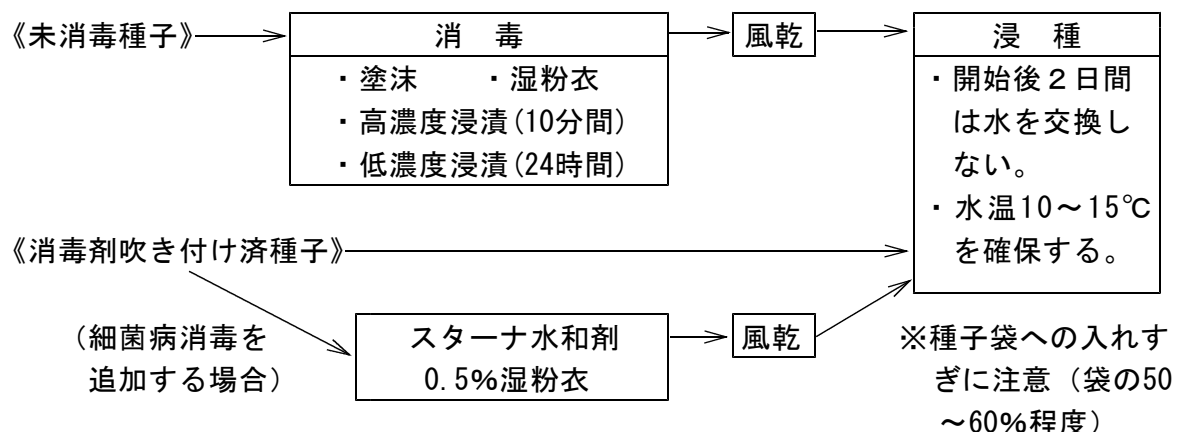 《未消毒種子》
消　毒
・塗沫　　・湿粉衣
・高濃度浸漬(10分間)
・低濃度浸漬(24時間)
風乾
浸　種
・開始後２日間
は水を交換し
ない。
・水温10～15℃
を確保する。
《消毒剤吹き付け済種子》
（細菌病消毒を
追加する場合）
スターナ水和剤
0.5%湿粉衣
風乾
※種子袋への入れす
ぎに注意（袋の50
～60%程度）